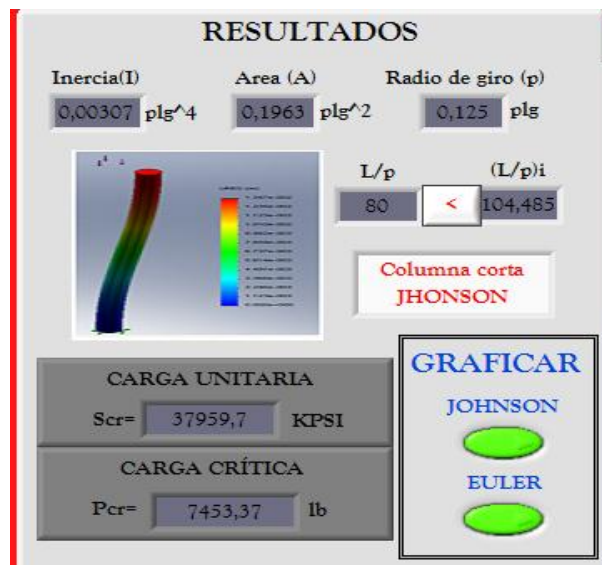 RESULTADOS
Inercia(I) Area (A) Radio de giro (p)
0,00307 plg^4 0,1963 plg^2 0,125 plg
L/p (L/p)i
80 < 104,485
Columna corta
JHONSON
CARGA UNITARIA
Scr= 37959,7 KPSI
CARGA CRÍTICA
Pcr= 7453,37 lb
GRAFICAR
JOHNSON
EULER